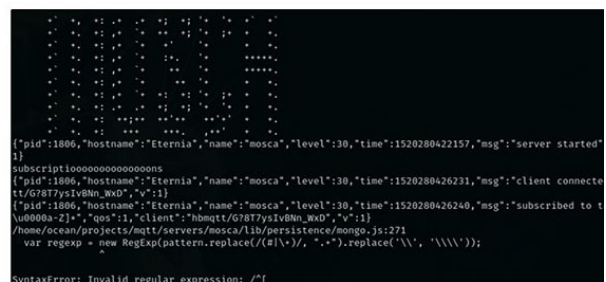 {"pid":1806,"hostname":"Eternia","name":"mosca","level":30,"time":1520280422157,"msg":"server started"
1}
subscriptioooooooooooooons
{"pid":1806,"hostname":"Eternia","name":"mosca","level":30,"time":1520280426231,"msg":"client connecte
tt/G?8T7ysIvBNn_WxD","v":1}
{"pid":1806,"hostname":"Eternia","name":"mosca","level":30,"time":1520280426240,"msg":"subscribed to t
\u0000a-Z]+","qos":1,"client":"hbmqtt/G?8T7ysIvBNn_WxD","v":1}
/home/ocean/projects/mqtt/servers/mosca/lib/persistence/mongo.js:271
var regexp = new RegExp(pattern.replace(/(#|\+)/, ".+").replace('\\', '\\\\'));
^
SyntaxError: Invalid regular expression: /^[